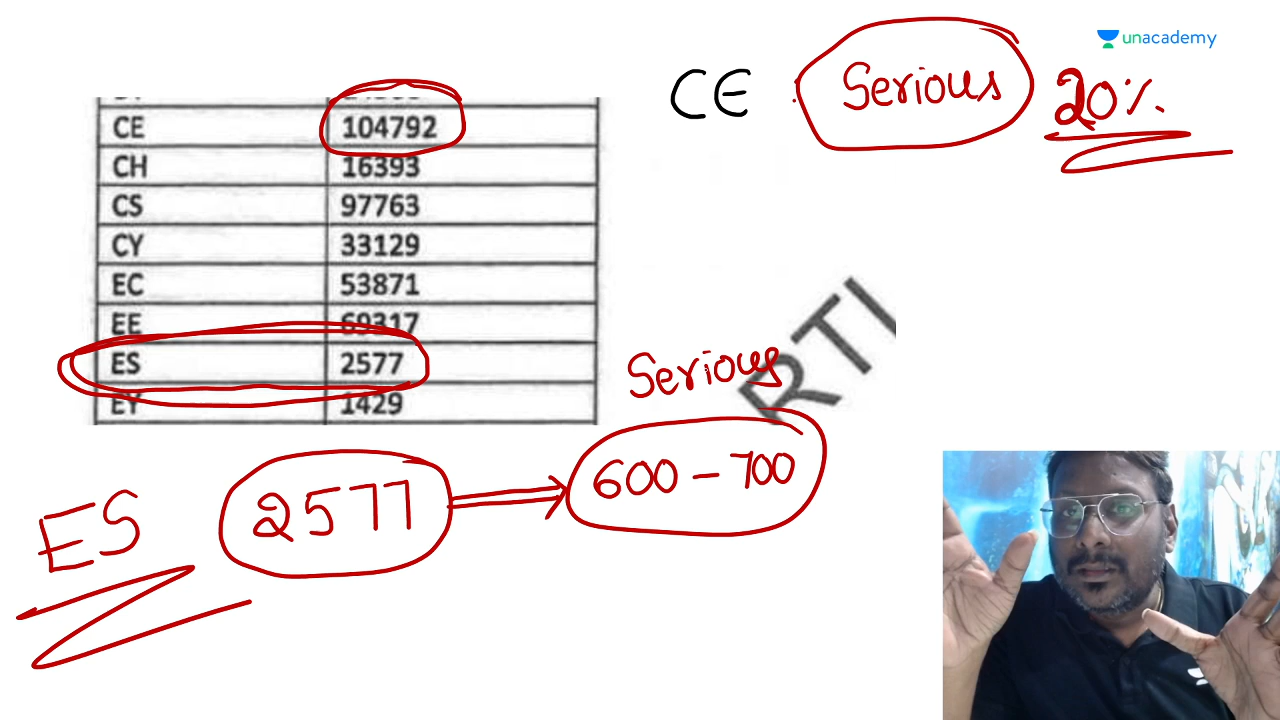 unacademy
CE Serious 20%
CE 104792
CH 16393
CS 97763
CY 33129
EC 53871
EE 69317
ES 2577
EY 1429
RTI
Serious
ES 2577 600-700